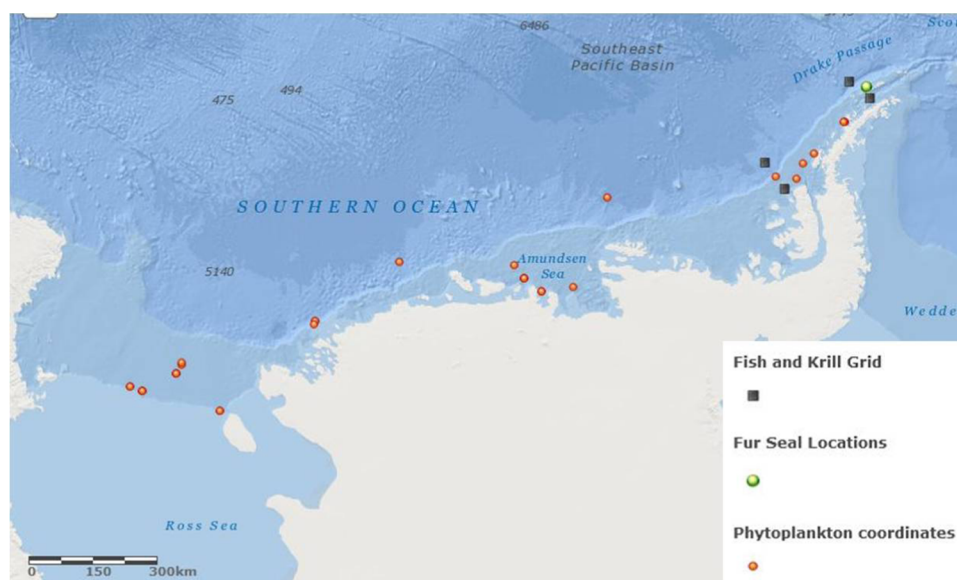 6486
Southeast
Pacific Basin
Drake Passage
475
494
SOUTHERN OCEAN
5140
Amundsen
Sea
Wedde
Fish and Krill Grid
Fur Seal Locations
Ross Sea
Phytoplankton coordinates
0 150 300km